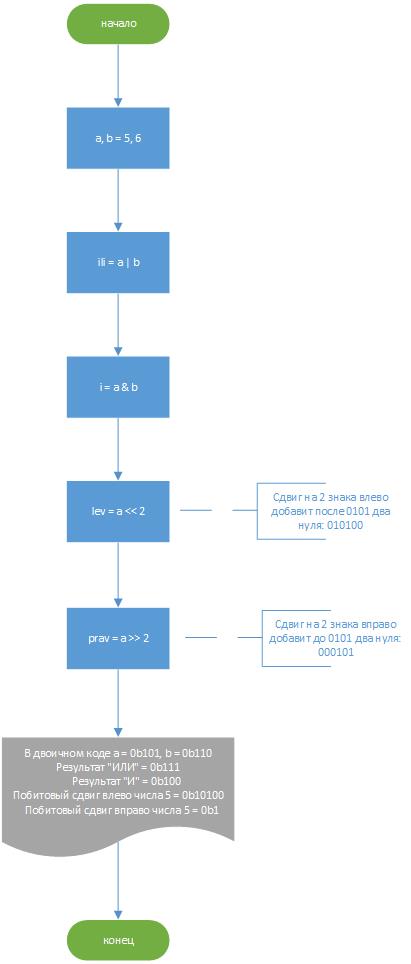 начало
a, b = 5, 6
ili = a | b
i = a & b
lev = a << 2
Сдвиг на 2 знака влево
добавит после 0101 два
нуля: 010100
prav = a >> 2
Сдвиг на 2 знака вправо
добавит до 0101 два нуля:
000101
В двоичном коде a = 0b101, b = 0b110
Результат "ИЛИ" = 0b111
Результат "И" = 0b100
Побитовый сдвиг влево числа 5 = 0b10100
Побитовый сдвиг вправо числа 5 = 0b1
конец